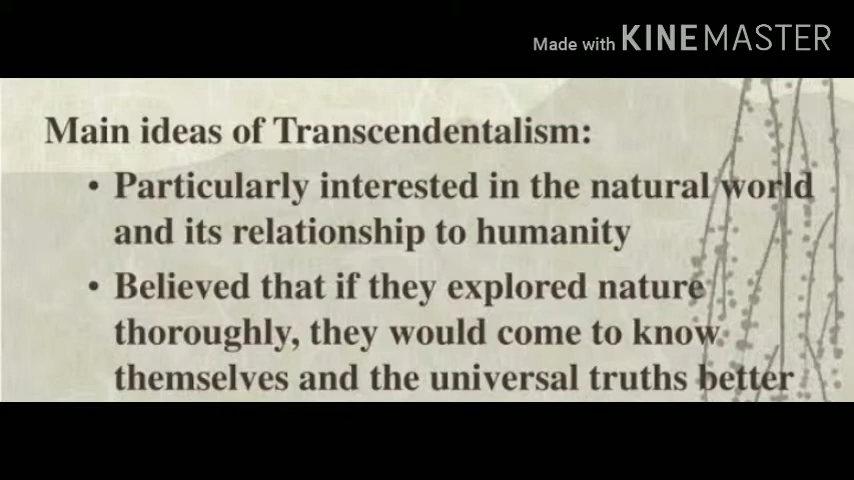 Made with KINEMASTER
Main ideas of Transcendentalism:
• Particularly interested in the natural world
and its relationship to humanity
• Believed that if they explored nature
thoroughly, they would come to know
themselves and the universal truths better